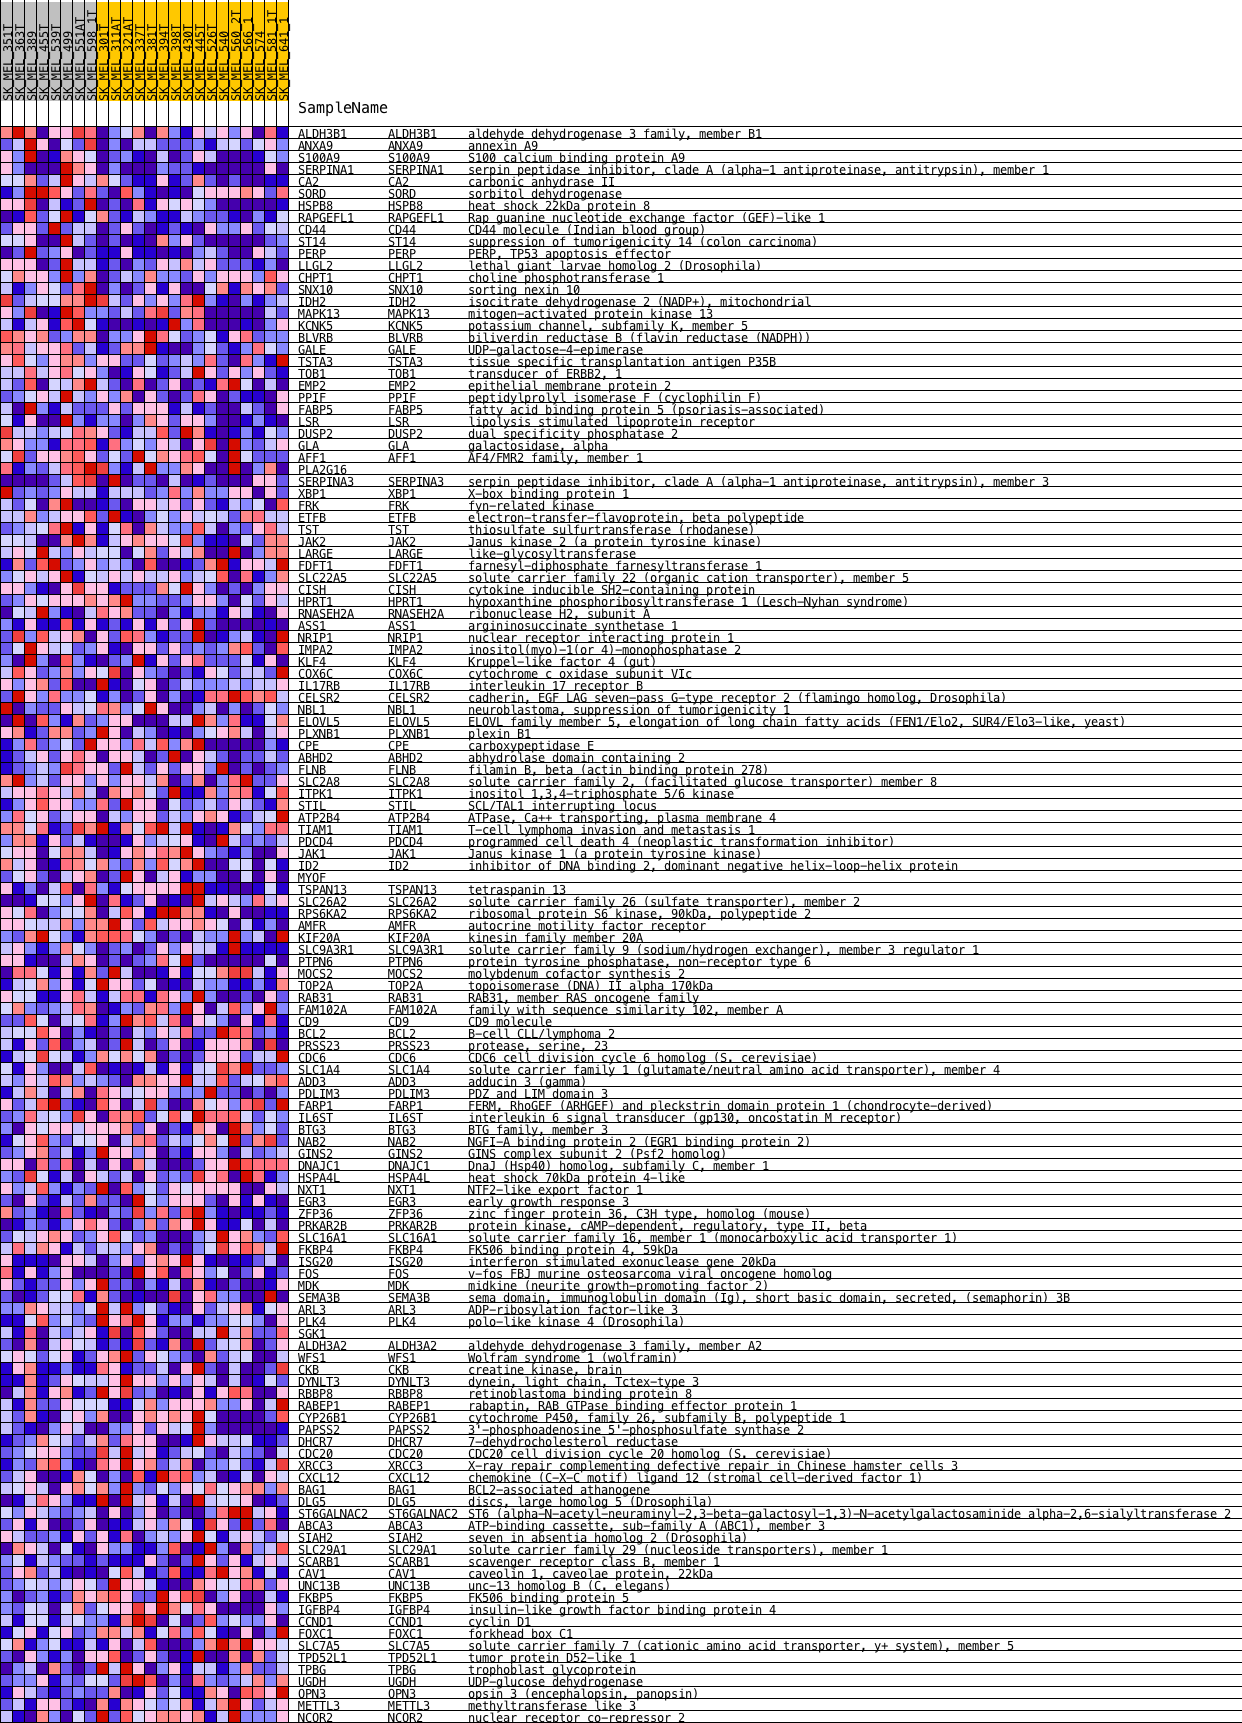 SK_MEL_351T
SK_MEL_363T
SK_MEL_389
SK_MEL_455T
SK_MEL_539T
SK_MEL_499
SK_MEL_551AT
SK_MEL_598_1T
SK_MEL_301T
SK_MEL_311AT
SK_MEL_321AT
SK_MEL_337T
SK_MEL_381T
SK_MEL_394T
SK_MEL_398T
SK_MEL_430T
SK_MEL_445T
SK_MEL_526T
SK_MEL_540
SK_MEL_560_2T
SK_MEL_566_1
SK_MEL_574
SK_MEL_581_1T
SK_MEL_641_1
SampleName
ALDH3B1 ALDH3B1 aldehyde dehydrogenase 3 family, member B1
ANXA9 ANXA9 annexin A9
S100A9 S100A9 S100 calcium binding protein A9
SERPINA1 SERPINA1 serpin peptidase inhibitor, clade A (alpha-1 antiproteinase, antitrypsin), member 1
CA2 CA2 carbonic anhydrase II
SORD SORD sorbitol dehydrogenase
HSPB8 HSPB8 heat shock 22kDa protein 8
RAPGEFL1 RAPGEFL1 Rap guanine nucleotide exchange factor (GEF)-like 1
CD44 CD44 CD44 molecule (Indian blood group)
ST14 ST14 suppression of tumorigenicity 14 (colon carcinoma)
PERP PERP PERP, TP53 apoptosis effector
LLGL2 LLGL2 lethal giant larvae homolog 2 (Drosophila)
CHPT1 CHPT1 choline phosphotransferase 1
SNX10 SNX10 sorting nexin 10
IDH2 IDH2 isocitrate dehydrogenase 2 (NADP+), mitochondrial
MAPK13 MAPK13 mitogen-activated protein kinase 13
KCNK5 KCNK5 potassium channel, subfamily K, member 5
BLVRB BLVRB biliverdin reductase B (flavin reductase (NADPH))
GALE GALE UDP-galactose-4-epimerase
TSTA3 TSTA3 tissue specific transplantation antigen P35B
TOB1 TOB1 transducer of ERBB2, 1
EMP2 EMP2 epithelial membrane protein 2
PPIF PPIF peptidylprolyl isomerase F (cyclophilin F)
FABP5 FABP5 fatty acid binding protein 5 (psoriasis-associated)
LSR LSR lipolysis stimulated lipoprotein receptor
DUSP2 DUSP2 dual specificity phosphatase 2
GLA GLA galactosidase, alpha
AFF1 AFF1 AF4/FMR2 family, member 1
PLA2G16
SERPINA3 SERPINA3 serpin peptidase inhibitor, clade A (alpha-1 antiproteinase, antitrypsin), member 3
XBP1 XBP1 X-box binding protein 1
FRK FRK fyn-related kinase
ETFB ETFB electron-transfer-flavoprotein, beta polypeptide
TST TST thiosulfate sulfurtransferase (rhodanese)
JAK2 JAK2 Janus kinase 2 (a protein tyrosine kinase)
LARGE LARGE like-glycosyltransferase
FDFT1 FDFT1 farnesyl-diphosphate farnesyltransferase 1
SLC22A5 SLC22A5 solute carrier family 22 (organic cation transporter), member 5
CISH CISH cytokine inducible SH2-containing protein
HPRT1 HPRT1 hypoxanthine phosphoribosyltransferase 1 (Lesch-Nyhan syndrome)
RNASEH2A RNASEH2A ribonuclease H2, subunit A
ASS1 ASS1 argininosuccinate synthetase 1
NRIP1 NRIP1 nuclear receptor interacting protein 1
IMPA2 IMPA2 inositol(myo)-1(or 4)-monophosphatase 2
KLF4 KLF4 Kruppel-like factor 4 (gut)
COX6C COX6C cytochrome c oxidase subunit VIc
IL17RB IL17RB interleukin 17 receptor B
CELSR2 CELSR2 cadherin, EGF LAG seven-pass G-type receptor 2 (flamingo homolog, Drosophila)
NBL1 NBL1 neuroblastoma, suppression of tumorigenicity 1
ELOVL5 ELOVL5 ELOVL family member 5, elongation of long chain fatty acids (FEN1/Elo2, SUR4/Elo3-like, yeast)
PLXNB1 PLXNB1 plexin B1
CPE CPE carboxypeptidase E
ABHD2 ABHD2 abhydrolase domain containing 2
FLNB FLNB filamin B, beta (actin binding protein 278)
SLC2A8 SLC2A8 solute carrier family 2, (facilitated glucose transporter) member 8
ITPK1 ITPK1 inositol 1,3,4-triphosphate 5/6 kinase
STIL STIL SCL/TAL1 interrupting locus
ATP2B4 ATP2B4 ATPase, Ca++ transporting, plasma membrane 4
TIAM1 TIAM1 T-cell lymphoma invasion and metastasis 1
PDCD4 PDCD4 programmed cell death 4 (neoplastic transformation inhibitor)
JAK1 JAK1 Janus kinase 1 (a protein tyrosine kinase)
ID2 ID2 inhibitor of DNA binding 2, dominant negative helix-loop-helix protein
MYOF
TSPAN13 TSPAN13 tetraspanin 13
SLC26A2 SLC26A2 solute carrier family 26 (sulfate transporter), member 2
RPS6KA2 RPS6KA2 ribosomal protein S6 kinase, 90kDa, polypeptide 2
AMFR AMFR autocrine motility factor receptor
KIF20A KIF20A kinesin family member 20A
SLC9A3R1 SLC9A3R1 solute carrier family 9 (sodium/hydrogen exchanger), member 3 regulator 1
PTPN6 PTPN6 protein tyrosine phosphatase, non-receptor type 6
MOCS2 MOCS2 molybdenum cofactor synthesis 2
TOP2A TOP2A topoisomerase (DNA) II alpha 170kDa
RAB31 RAB31 RAB31, member RAS oncogene family
FAM102A FAM102A family with sequence similarity 102, member A
CD9 CD9 CD9 molecule
BCL2 BCL2 B-cell CLL/lymphoma 2
PRSS23 PRSS23 protease, serine, 23
CDC6 CDC6 CDC6 cell division cycle 6 homolog (S. cerevisiae)
SLC1A4 SLC1A4 solute carrier family 1 (glutamate/neutral amino acid transporter), member 4
ADD3 ADD3 adducin 3 (gamma)
PDLIM3 PDLIM3 PDZ and LIM domain 3
FARP1 FARP1 FERM, RhoGEF (ARHGEF) and pleckstrin domain protein 1 (chondrocyte-derived)
IL6ST IL6ST interleukin 6 signal transducer (gp130, oncostatin M receptor)
BTG3 BTG3 BTG family, member 3
NAB2 NAB2 NGFI-A binding protein 2 (EGR1 binding protein 2)
GINS2 GINS2 GINS complex subunit 2 (Psf2 homolog)
DNAJC1 DNAJC1 DnaJ (Hsp40) homolog, subfamily C, member 1
HSPA4L HSPA4L heat shock 70kDa protein 4-like
NXT1 NXT1 NTF2-like export factor 1
EGR3 EGR3 early growth response 3
ZFP36 ZFP36 zinc finger protein 36, C3H type, homolog (mouse)
PRKAR2B PRKAR2B protein kinase, cAMP-dependent, regulatory, type II, beta
SLC16A1 SLC16A1 solute carrier family 16, member 1 (monocarboxylic acid transporter 1)
FKBP4 FKBP4 FK506 binding protein 4, 59kDa
ISG20 ISG20 interferon stimulated exonuclease gene 20kDa
FOS FOS v-fos FBJ murine osteosarcoma viral oncogene homolog
MDK MDK midkine (neurite growth-promoting factor 2)
SEMA3B SEMA3B sema domain, immunoglobulin domain (Ig), short basic domain, secreted, (semaphorin) 3B
ARL3 ARL3 ADP-ribosylation factor-like 3
PLK4 PLK4 polo-like kinase 4 (Drosophila)
SGK1
ALDH3A2 ALDH3A2 aldehyde dehydrogenase 3 family, member A2
WFS1 WFS1 Wolfram syndrome 1 (wolframin)
CKB CKB creatine kinase, brain
DYNLT3 DYNLT3 dynein, light chain, Tctex-type 3
RBBP8 RBBP8 retinoblastoma binding protein 8
RABEP1 RABEP1 rabaptin, RAB GTPase binding effector protein 1
CYP26B1 CYP26B1 cytochrome P450, family 26, subfamily B, polypeptide 1
PAPSS2 PAPSS2 3'-phosphoadenosine 5'-phosphosulfate synthase 2
DHCR7 DHCR7 7-dehydrocholesterol reductase
CDC20 CDC20 CDC20 cell division cycle 20 homolog (S. cerevisiae)
XRCC3 XRCC3 X-ray repair complementing defective repair in Chinese hamster cells 3
CXCL12 CXCL12 chemokine (C-X-C motif) ligand 12 (stromal cell-derived factor 1)
BAG1 BAG1 BCL2-associated athanogene
DLG5 DLG5 discs, large homolog 5 (Drosophila)
ST6GALNAC2 ST6GALNAC2 ST6 (alpha-N-acetyl-neuraminyl-2,3-beta-galactosyl-1,3)-N-acetylgalactosaminide alpha-2,6-sialyltransferase 2
ABCA3 ABCA3 ATP-binding cassette, sub-family A (ABC1), member 3
SIAH2 SIAH2 seven in absentia homolog 2 (Drosophila)
SLC29A1 SLC29A1 solute carrier family 29 (nucleoside transporters), member 1
SCARB1 SCARB1 scavenger receptor class B, member 1
CAV1 CAV1 caveolin 1, caveolae protein, 22kDa
UNC13B UNC13B unc-13 homolog B (C. elegans)
FKBP5 FKBP5 FK506 binding protein 5
IGFBP4 IGFBP4 insulin-like growth factor binding protein 4
CCND1 CCND1 cyclin D1
FOXC1 FOXC1 forkhead box C1
SLC7A5 SLC7A5 solute carrier family 7 (cationic amino acid transporter, y+ system), member 5
TPD52L1 TPD52L1 tumor protein D52-like 1
TPBG TPBG trophoblast glycoprotein
UGDH UGDH UDP-glucose dehydrogenase
OPN3 OPN3 opsin 3 (encephalopsin, panopsin)
METTL3 METTL3 methyltransferase like 3
NCOR2 NCOR2 nuclear receptor co-repressor 2